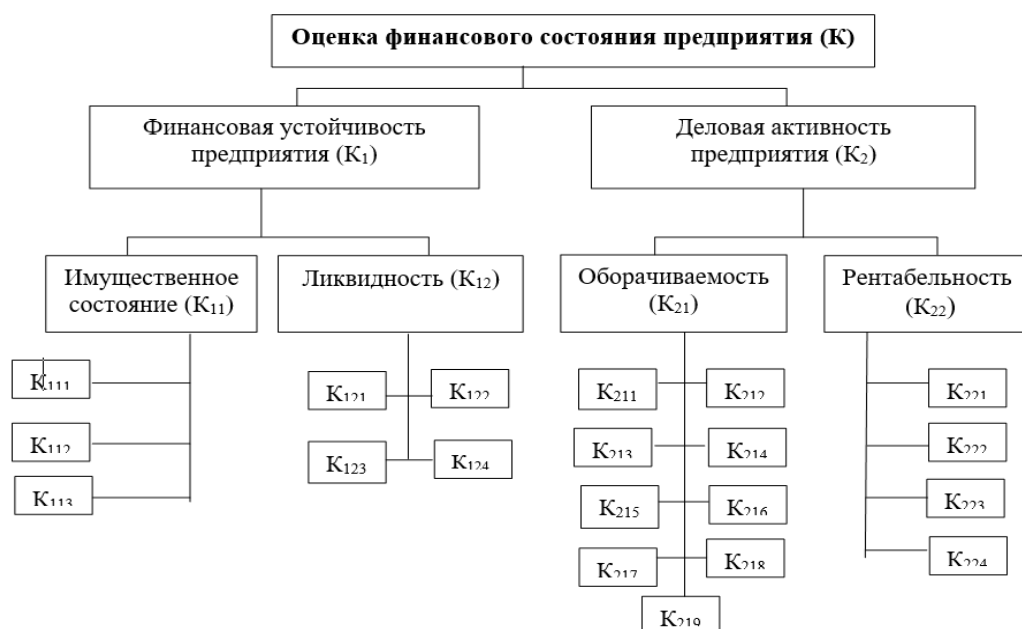 Оценка финансового состояния предприятия (К)
Финансовая устойчивость
предприятия (К₁)
Деловая активность
предприятия (К₂)
Имущественное
состояние (К₁₁)
Ликвидность (К₁₂)
Оборачиваемость
(К₂₁)
Рентабельность
(К₂₂)
К₁₁₁
К₁₁₂
К₁₁₃
К₁₂₁
К₁₂₂
К₁₂₃
К₁₂₄
К₂₁₁
К₂₁₂
К₂₁₃
К₂₁₄
К₂₁₅
К₂₁₆
К₂₁₇
К₂₁₈
К₂₁₉
К₂₂₁
К₂₂₂
К₂₂₃
К₂₂₄